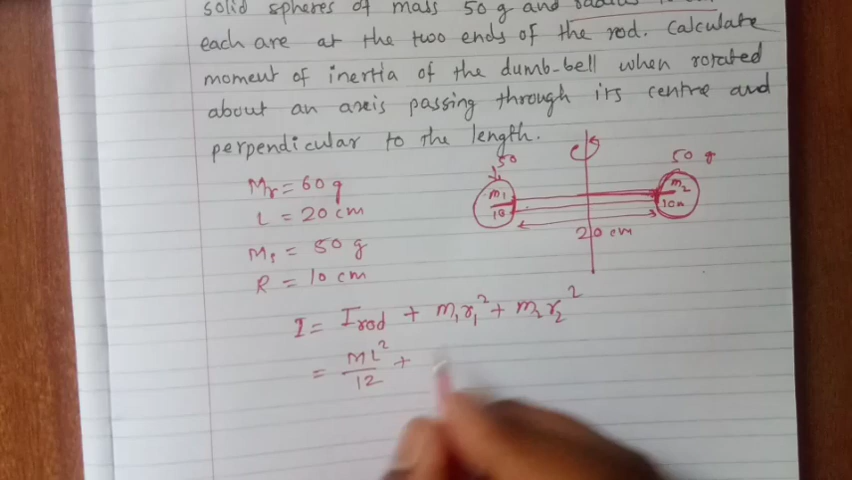 solid spheres of mass 50 g and radius
each are at the two ends of the rod. Calculate
moment of inertia of the dumb-bell when rotated
about an axis passing through its centre and
perpendicular to the length.
50
50 g
Mr = 60 g
m1
m2
L = 20 cm
10
20 cm
Ms = 50 g
R = 10 cm
I = Irod + m1r1² + m2r2²
= ML²/12 +